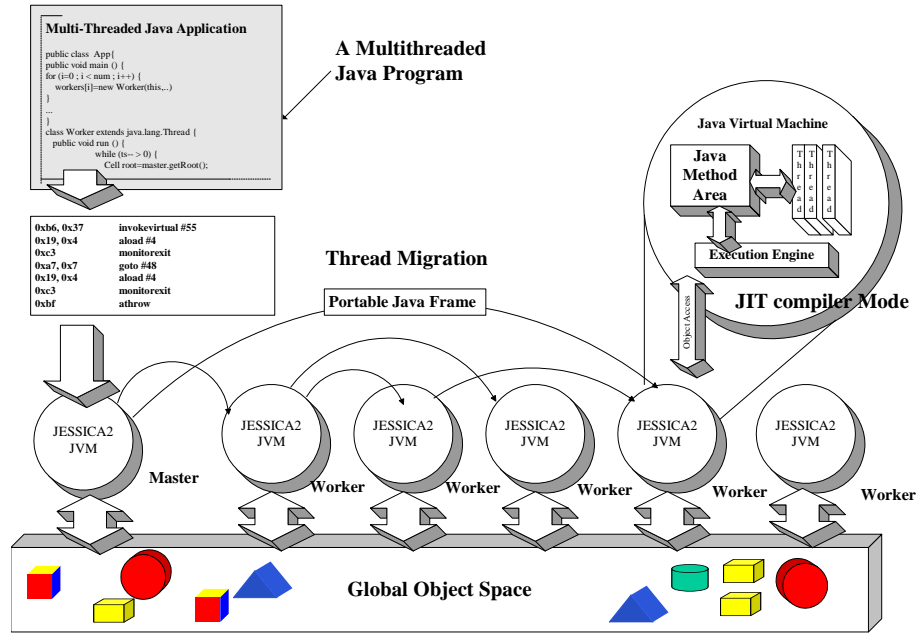 Multi-Threaded Java Application
public class  App{
public void main () {
for (i=0 ; i < num ; i++) {
workers[i]=new Worker(this,..)
}
...
}
class Worker extends java.lang.Thread {
public void run () {
while (ts-- > 0) {
Cell root=master.getRoot();
A Multithreaded
Java Program
0xb6, 0x37 invokevirtual #55
0x19, 0x4 aload #4
0xc3 monitorexit
0xa7, 0x7 goto #48
0x19, 0x4 aload #4
0xc3 monitorexit
0xbf athrow
Java Virtual Machine
Java
Method
Area
Thread
Thread
Thread
Execution Engine
JIT compiler Mode
Object Access
Thread Migration
Portable Java Frame
JESSICA2
JVM
Master
JESSICA2
JVM
Worker
JESSICA2
JVM
Worker
JESSICA2
JVM
Worker
JESSICA2
JVM
Worker
JESSICA2
JVM
Worker
Global Object Space